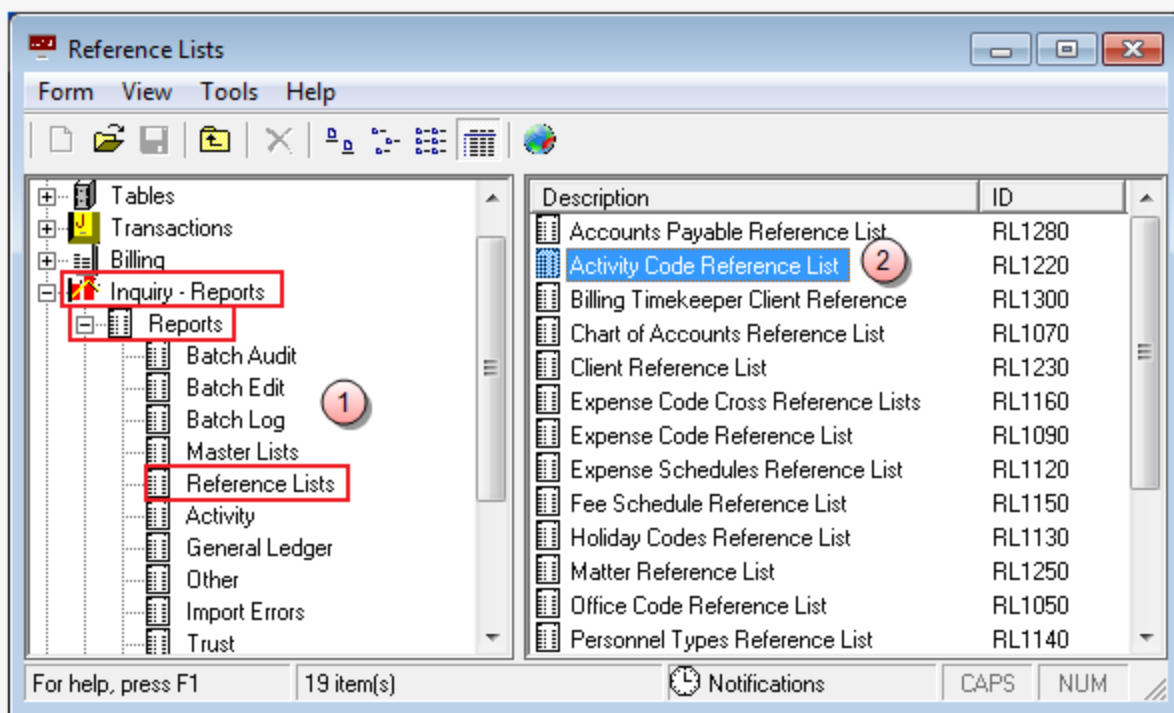 Reference Lists
Form View Tools Help
Tables
Transactions
Billing
Inquiry - Reports
Reports
Batch Audit
Batch Edit
Batch Log
Master Lists
Reference Lists
Activity
General Ledger
Other
Import Errors
Trust
1
Description ID
Accounts Payable Reference List RL1280
Activity Code Reference List 2 RL1220
Billing Timekeeper Client Reference RL1300
Chart of Accounts Reference List RL1070
Client Reference List RL1230
Expense Code Cross Reference Lists RL1160
Expense Code Reference List RL1090
Expense Schedules Reference List RL1120
Fee Schedule Reference List RL1150
Holiday Codes Reference List RL1130
Matter Reference List RL1250
Office Code Reference List RL1050
Personnel Types Reference List RL1140
For help, press F1 19 item(s) Notifications CAPS NUM